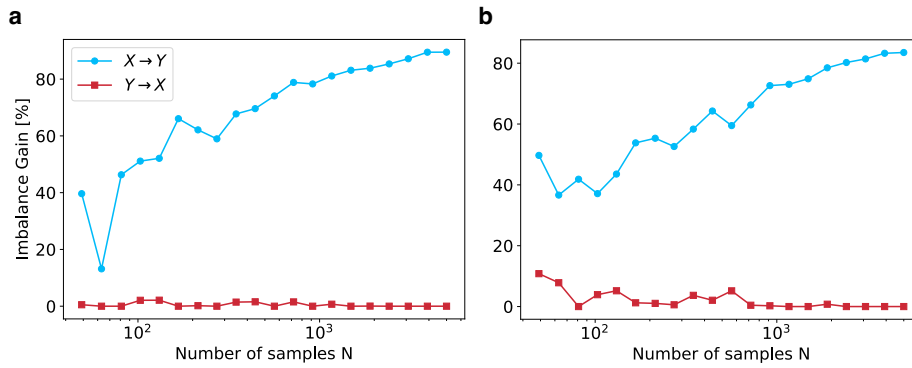 a
X → Y
Y → X
Imbalance Gain [%]
80
60
40
20
0
10²
10³
Number of samples N
b
80
60
40
20
0
10²
10³
Number of samples N